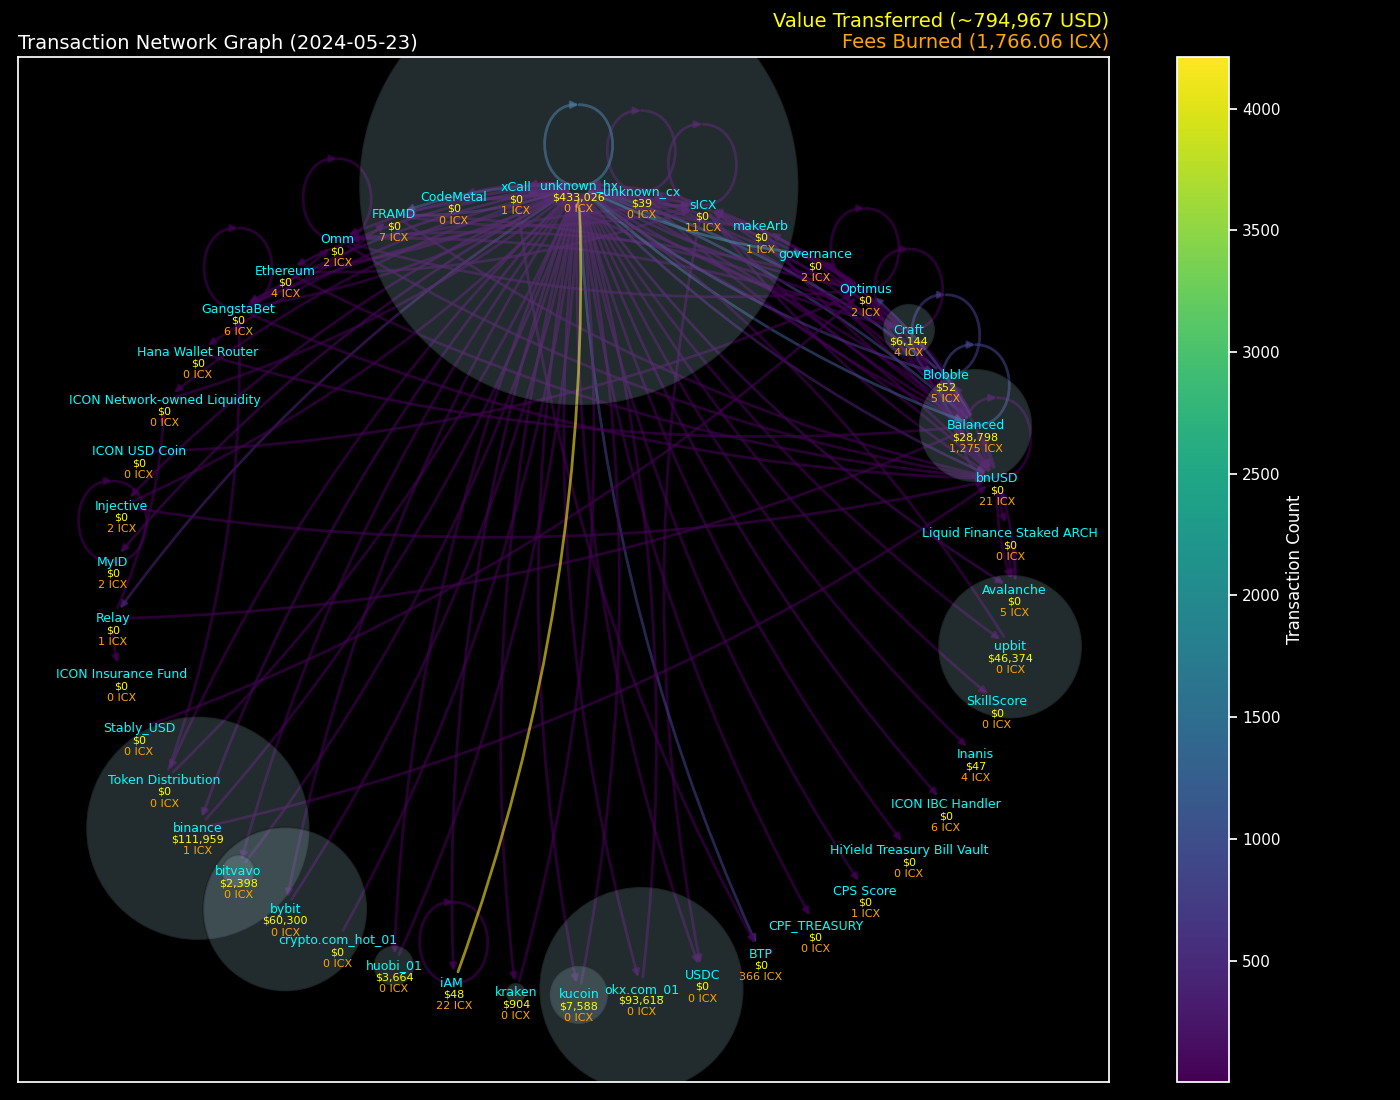 Value Transferred (~794,967 USD)
Transaction Network Graph (2024-05-23)
Fees Burned (1,766.06 ICX)
unknown_hx
$433,026
0 ICX
unknown_cx
$39
0 ICX
xCall
$0
1 ICX
CodeMetal
$0
0 ICX
sICX
$0
11 ICX
FRAMD
$0
7 ICX
makeArb
$0
1 ICX
Omm
$0
2 ICX
governance
$0
2 ICX
Ethereum
$0
4 ICX
Optimus
$0
2 ICX
GangstaBet
$0
6 ICX
Craft
$6,144
4 ICX
Hana Wallet Router
$0
0 ICX
Blobble
$52
5 ICX
ICON Network-owned Liquidity
$0
0 ICX
Balanced
$28,798
1,275 ICX
ICON USD Coin
$0
0 ICX
bnUSD
$0
21 ICX
Injective
$0
2 ICX
Liquid Finance Staked ARCH
$0
0 ICX
MyID
$0
2 ICX
Avalanche
$0
5 ICX
Relay
$0
1 ICX
upbit
$46,374
0 ICX
ICON Insurance Fund
$0
0 ICX
SkillScore
$0
0 ICX
Stably_USD
$0
0 ICX
Inanis
$47
4 ICX
Token Distribution
$0
0 ICX
ICON IBC Handler
$0
6 ICX
binance
$111,959
1 ICX
HiYield Treasury Bill Vault
$0
0 ICX
bitvavo
$2,398
0 ICX
CPS Score
$0
1 ICX
bybit
$60,300
0 ICX
CPF_TREASURY
$0
0 ICX
crypto.com_hot_01
$0
0 ICX
BTP
$0
366 ICX
huobi_01
$3,664
0 ICX
USDC
$0
0 ICX
iAM
$48
22 ICX
kraken
$904
0 ICX
kucoin
$7,588
0 ICX
okx.com_01
$93,618
0 ICX
4000
3500
3000
2500
2000
1500
1000
500
Transaction Count